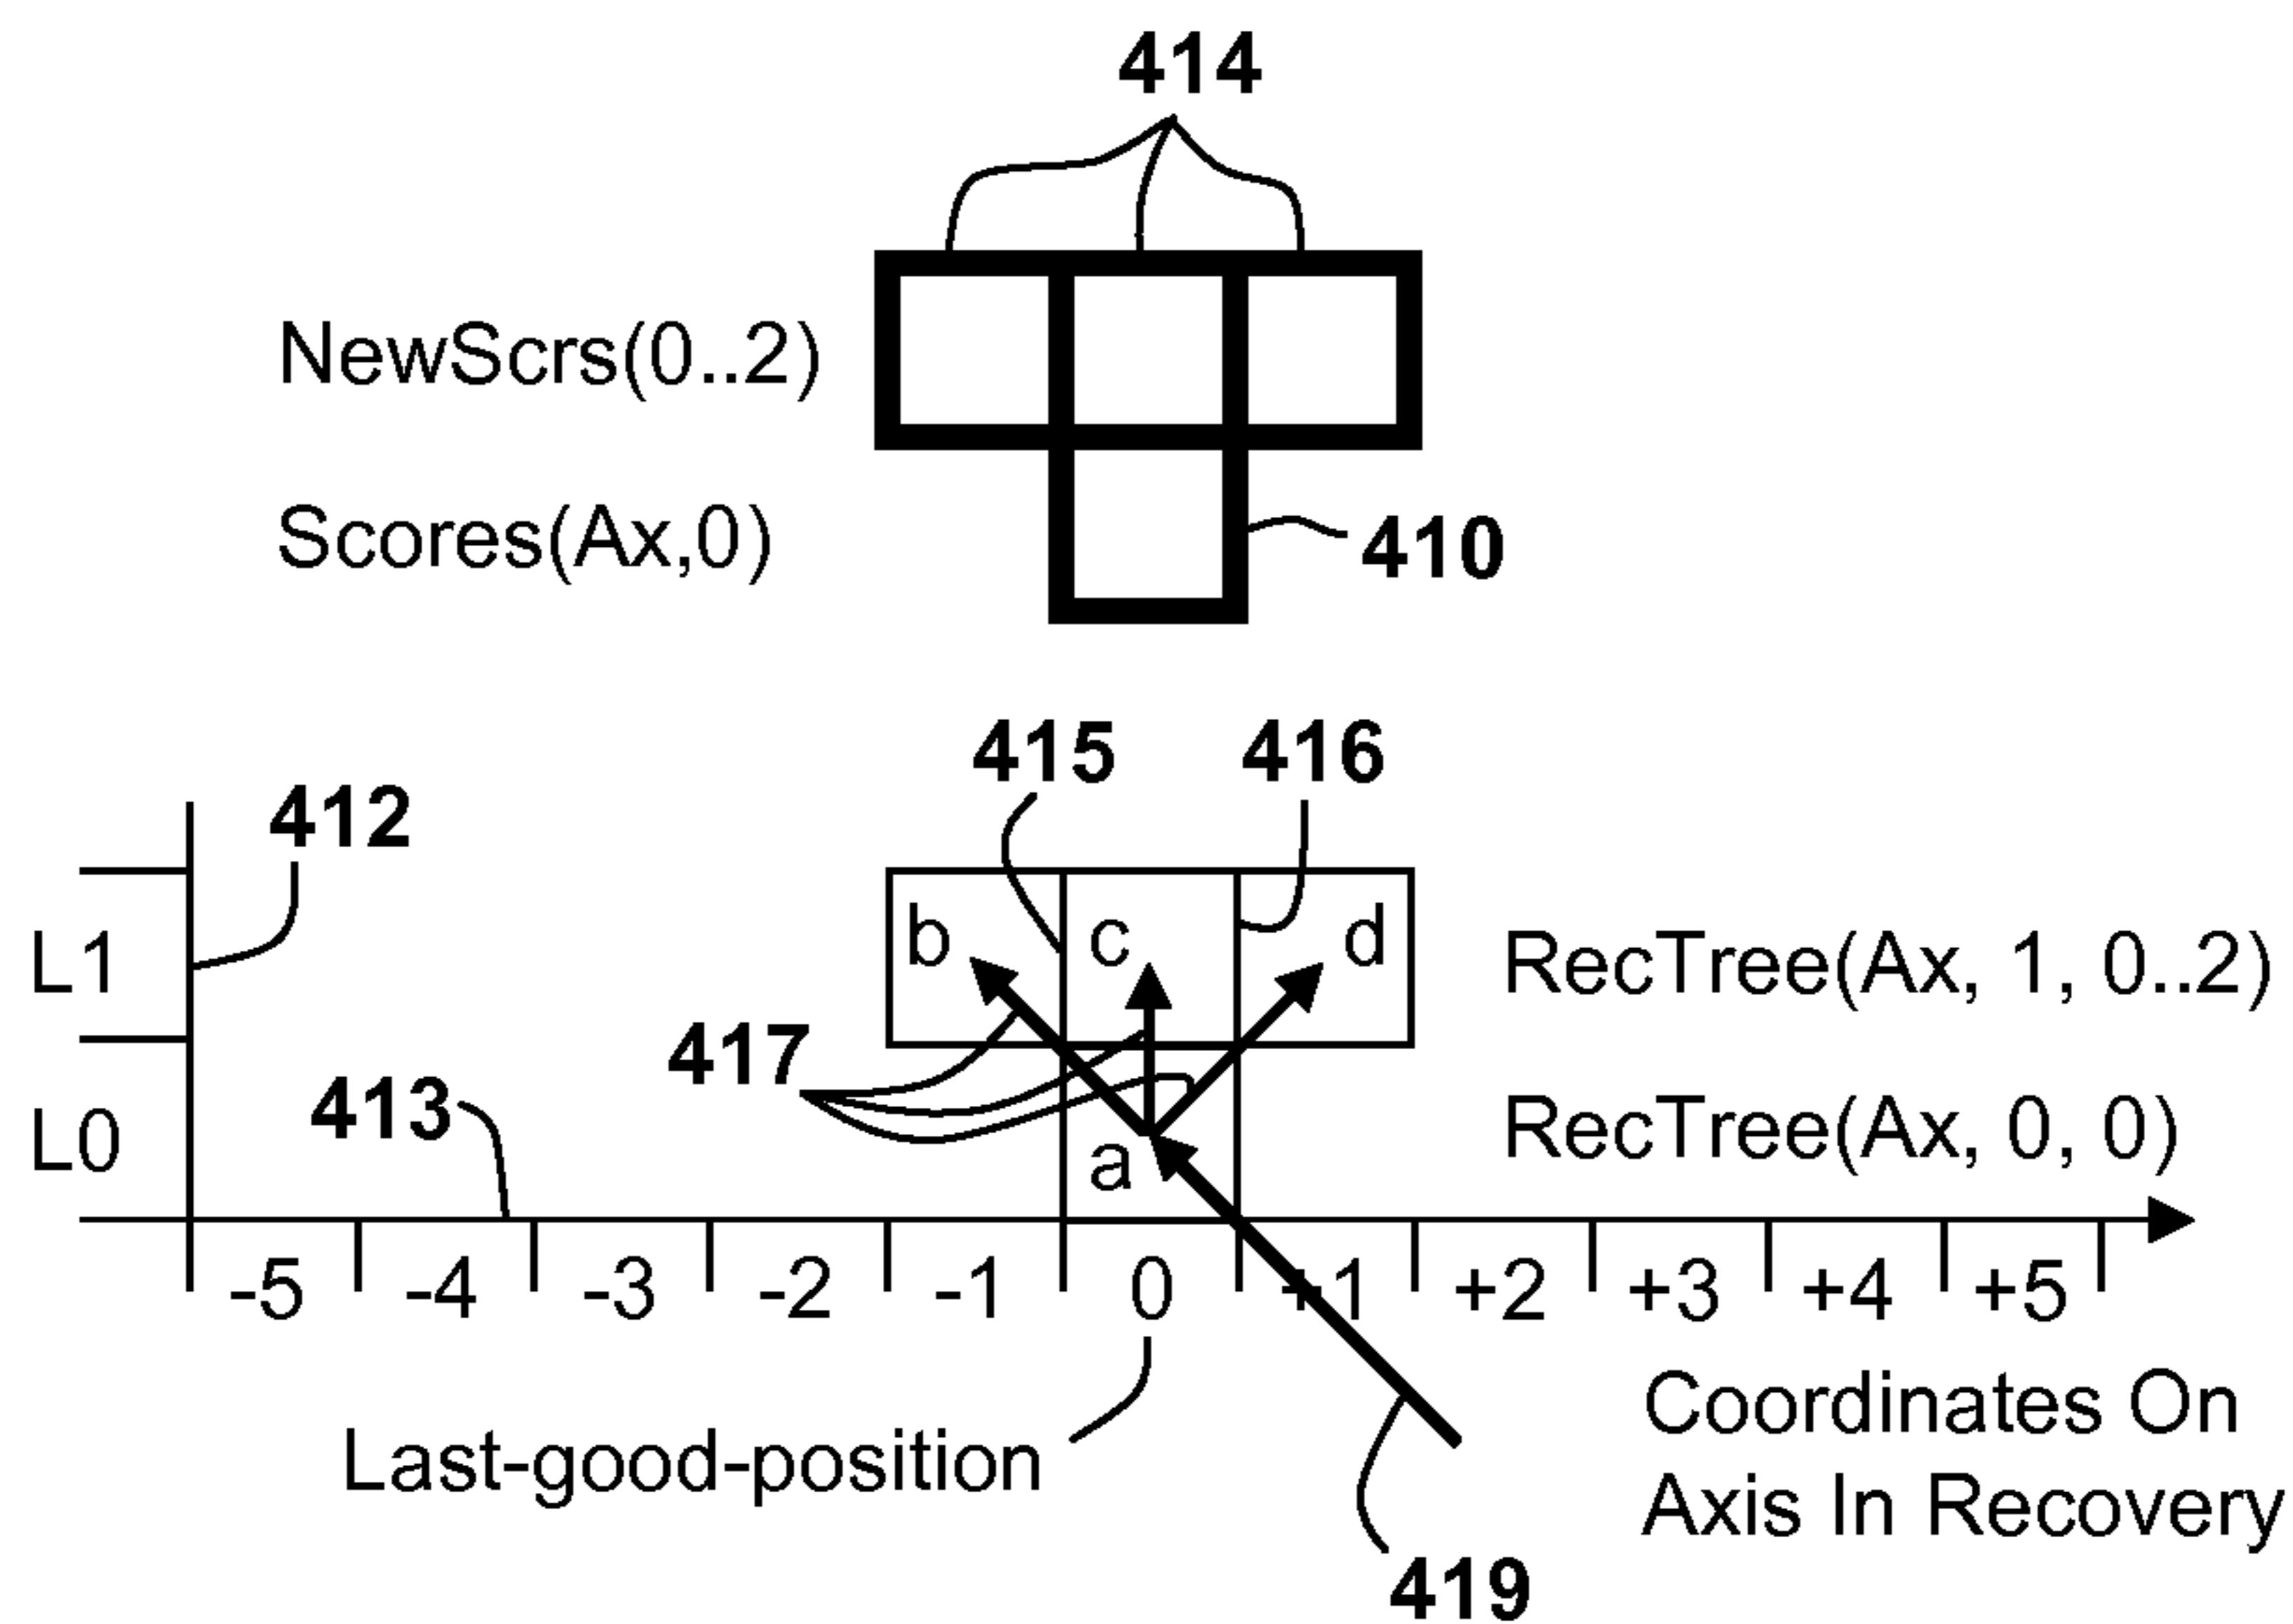 414
NewScrs(0..2)
Scores(Ax,0)
410
415
416
412
L1
b
c
d
RecTree(Ax, 1, 0..2)
417
413
L0
a
RecTree(Ax, 0, 0)
-5 -4 -3 -2 -1 0 +1 +2 +3 +4 +5
Last-good-position
Coordinates On
Axis In Recovery
419